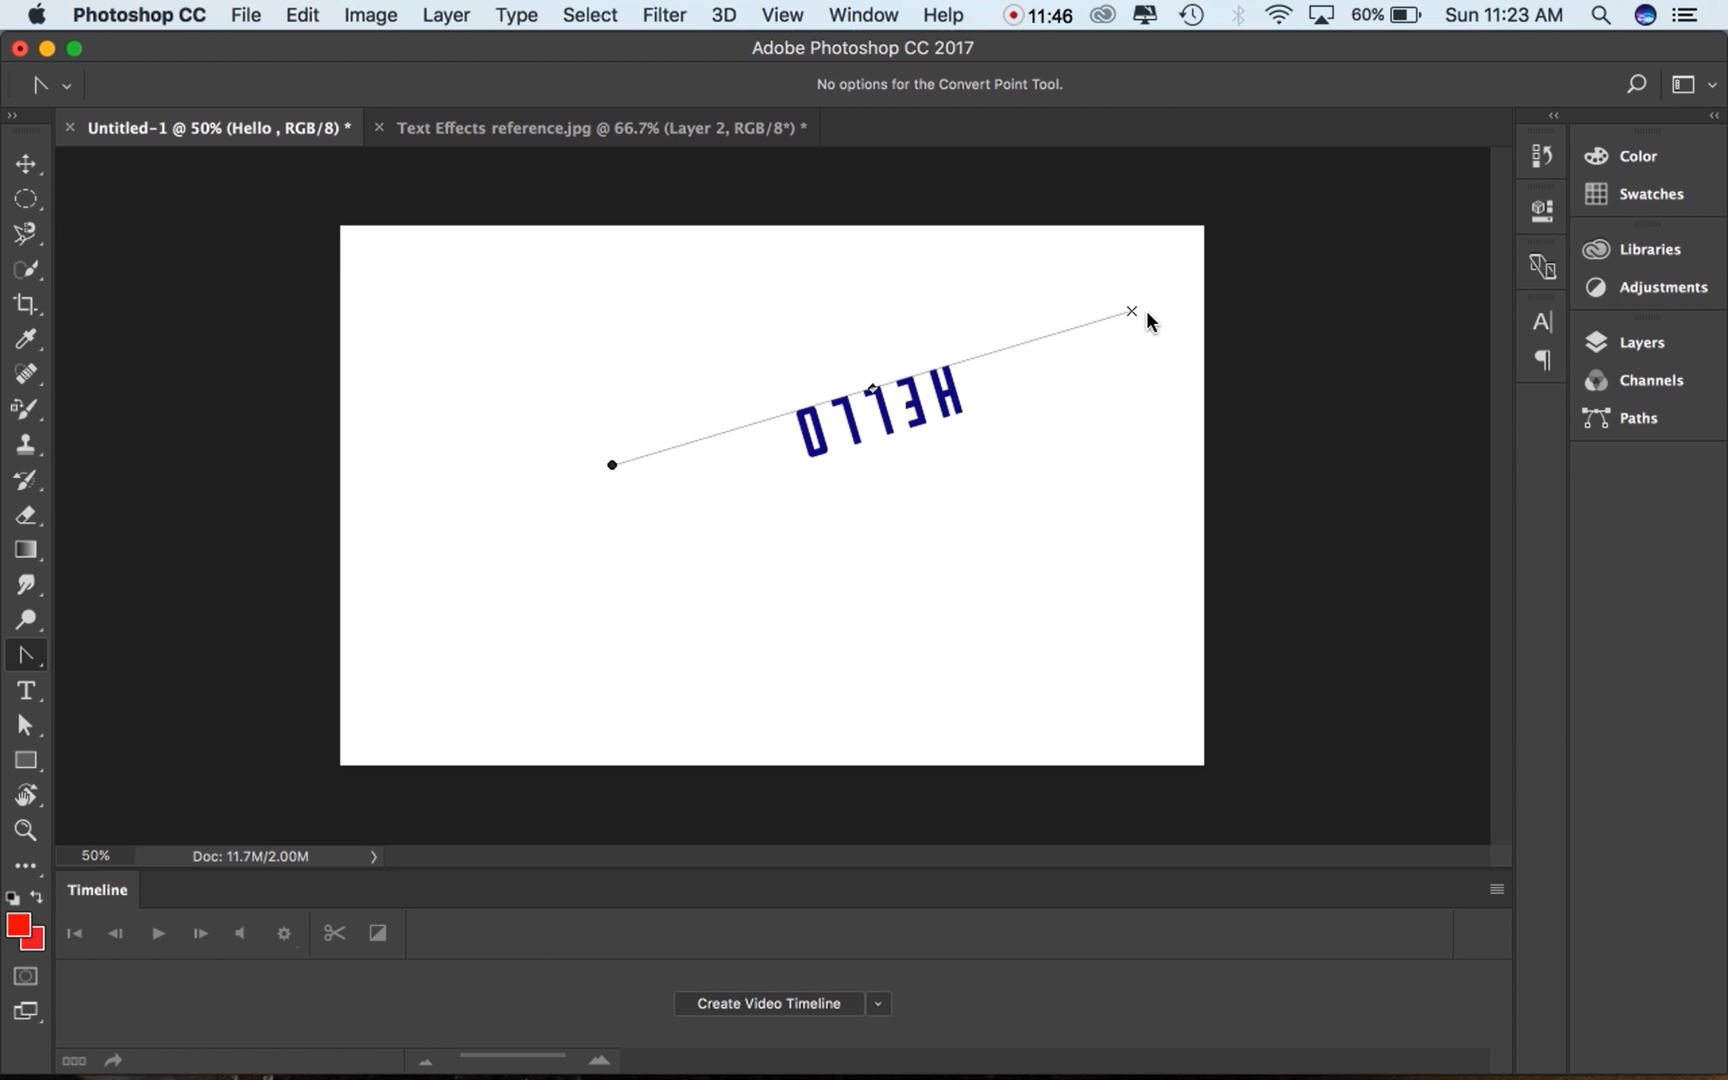 Photoshop CC File Edit Image Layer Type Select Filter 3D View Window Help 11:46 60% Sun 11:23 AM
Adobe Photoshop CC 2017
No options for the Convert Point Tool.
× Untitled-1 @ 50% (Hello , RGB/8) * × Text Effects reference.jpg @ 66.7% (Layer 2, RGB/8*) *
Color
Swatches
Libraries
Adjustments
Layers
Channels
Paths
HELLO
50% Doc: 11.7M/2.00M
Timeline
Create Video Timeline